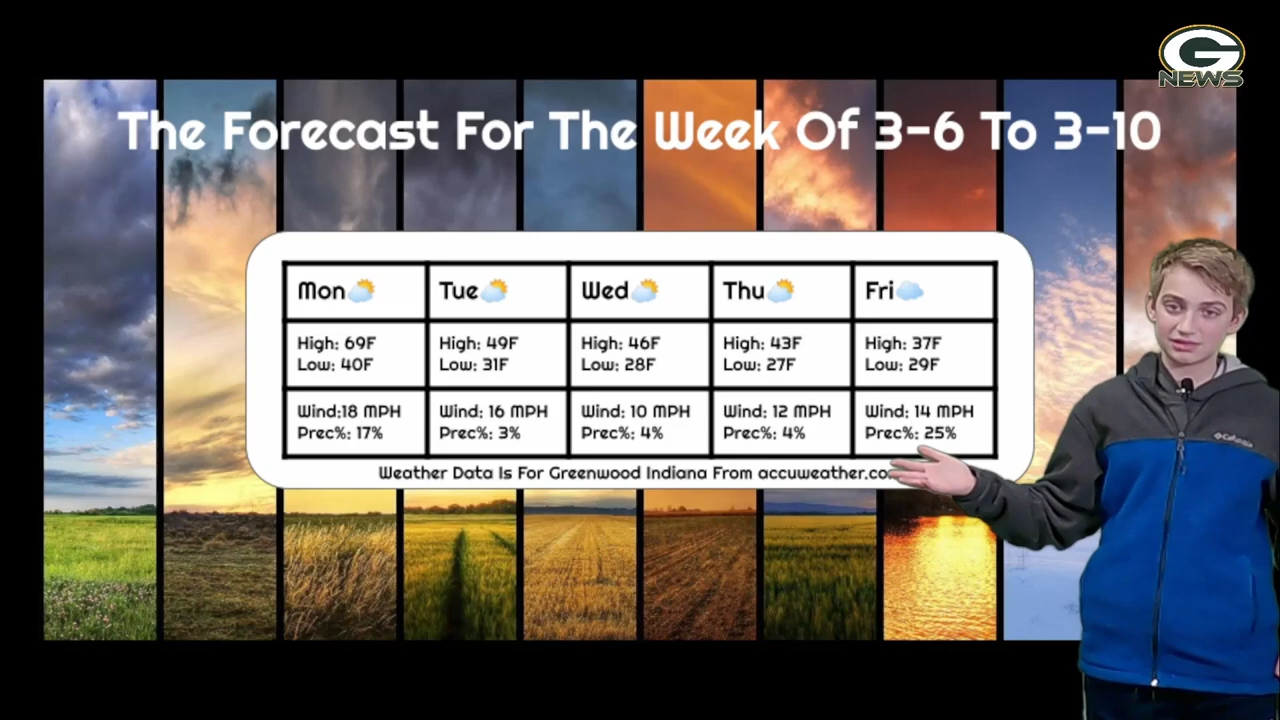 G
NEWS
The Forecast For The Week Of 3-6 To 3-10
Mon Tue Wed Thu Fri
High: 69F High: 49F High: 46F High: 43F High: 37F
Low: 40F Low: 31F Low: 28F Low: 27F Low: 29F
Wind:18 MPH Wind: 16 MPH Wind: 10 MPH Wind: 12 MPH Wind: 14 MPH
Prec%: 17% Prec%: 3% Prec%: 4% Prec%: 4% Prec%: 25%
Weather Data Is For Greenwood Indiana From accuweather.co
Columbia